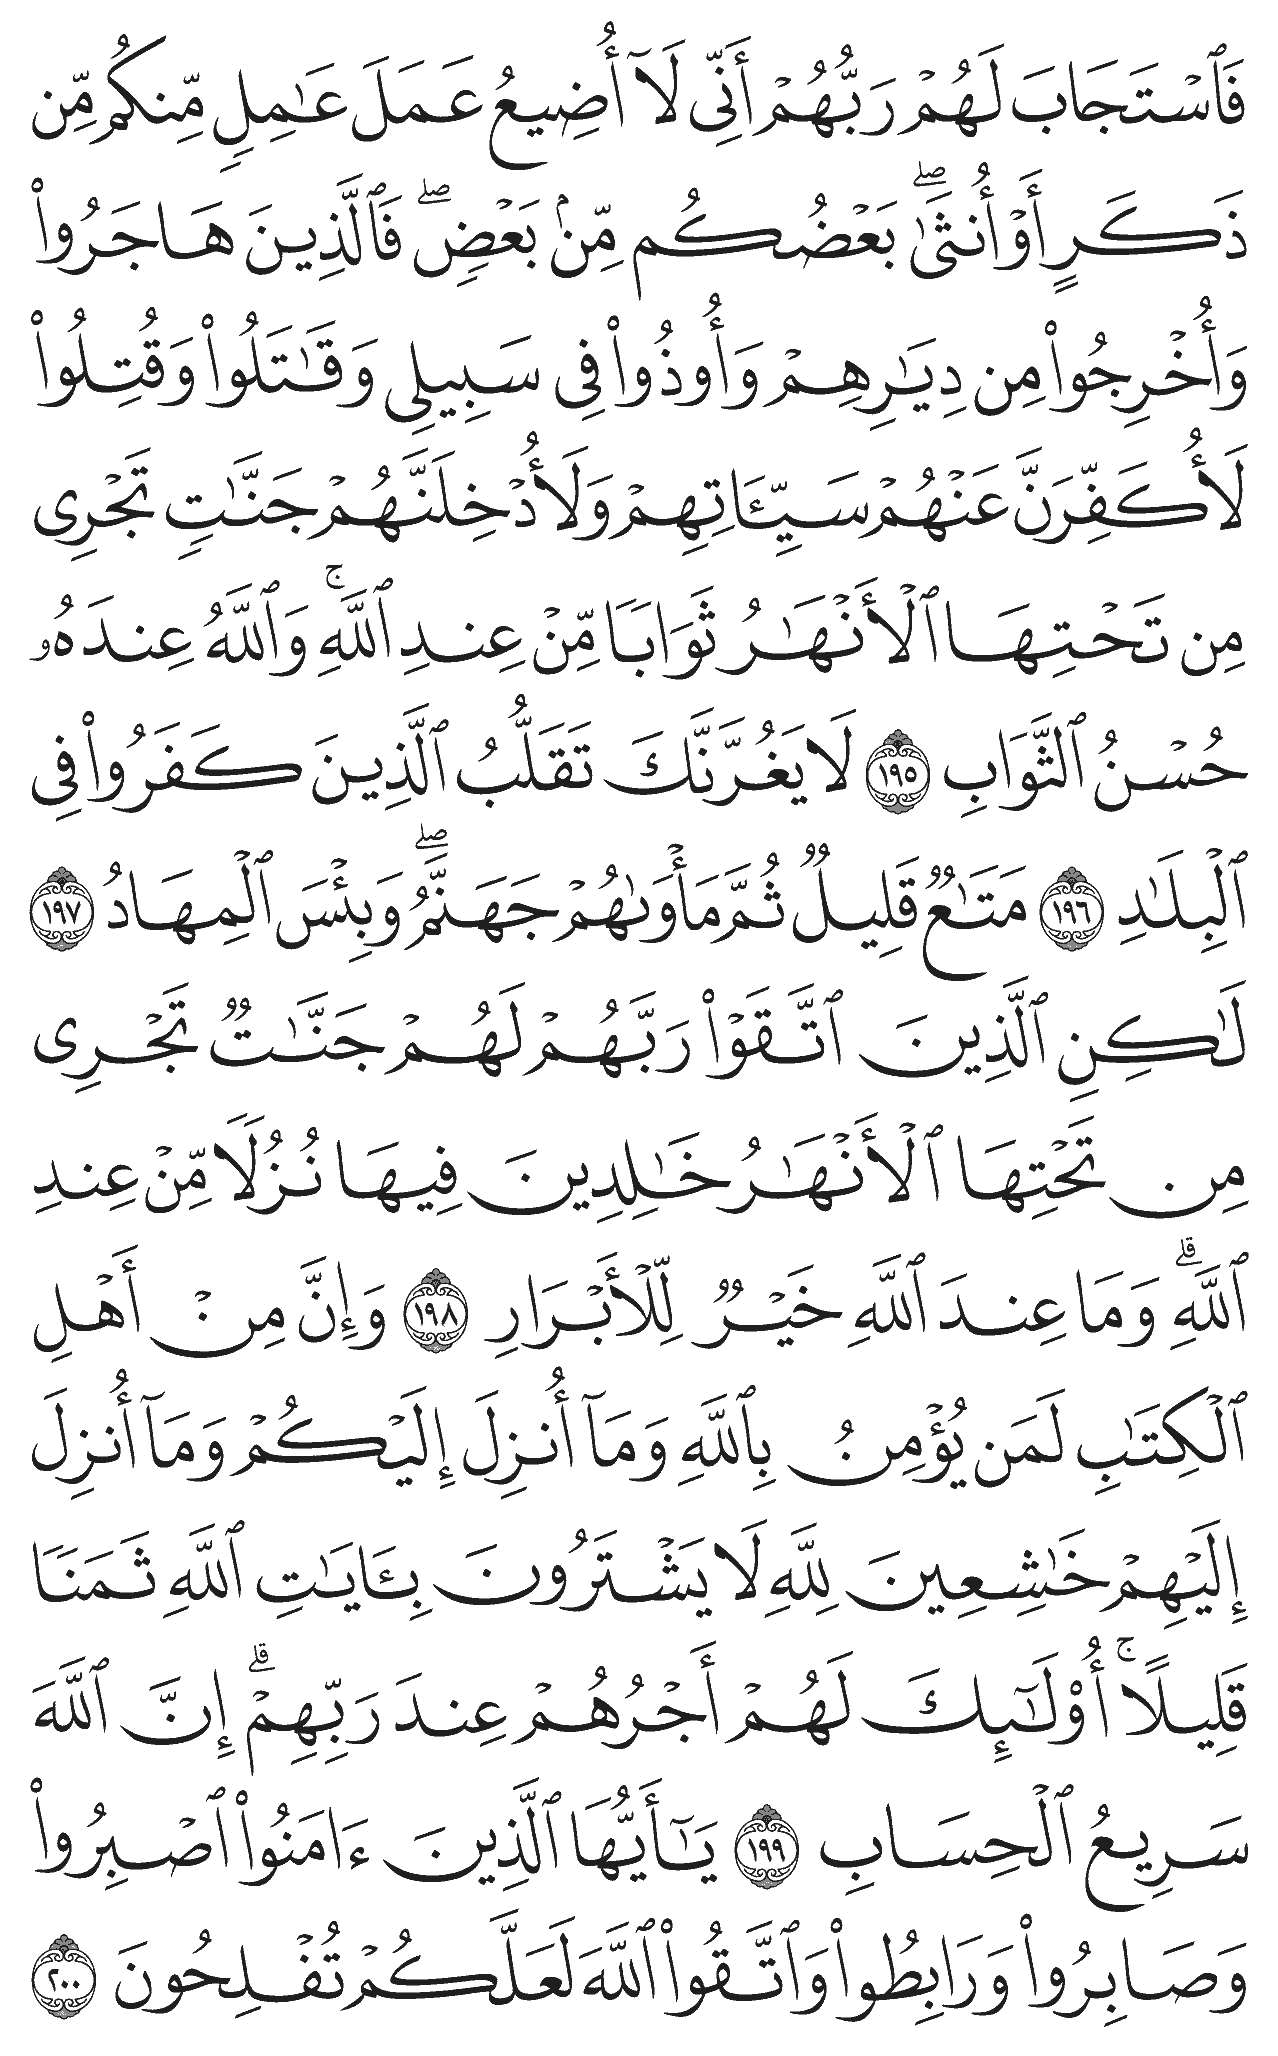 فَٱسْتَجَابَ لَهُمْ رَبُّهُمْ أَنِّى لَآ أُضِيعُ عَمَلَ عَـٰمِلٍ مِّنكُم مِّن
ذَكَرٍ أَوْ أُنثَىٰ ۖ بَعْضُكُم مِّنۢ بَعْضٍ ۖ فَٱلَّذِينَ هَاجَرُوا۟
وَأُخْرِجُوا۟ مِن دِيَـٰرِهِمْ وَأُوذُوا۟ فِى سَبِيلِى وَقَـٰتَلُوا۟ وَقُتِلُوا۟
لَأُكَفِّرَنَّ عَنْهُمْ سَيِّـَٔاتِهِمْ وَلَأُدْخِلَنَّهُمْ جَنَّـٰتٍ تَجْرِى
مِن تَحْتِهَا ٱلْأَنْهَـٰرُ ثَوَابًا مِّنْ عِندِ ٱللَّهِ ۗ وَٱللَّهُ عِندَهُۥ
حُسْنُ ٱلثَّوَابِ ١٩٥ لَا يَغُرَّنَّكَ تَقَلُّبُ ٱلَّذِينَ كَفَرُوا۟ فِى
ٱلْبِلَـٰدِ ١٩٦ مَتَـٰعٌ قَلِيلٌ ثُمَّ مَأْوَىٰهُمْ جَهَنَّمُ ۖ وَبِئْسَ ٱلْمِهَادُ ١٩٧
لَـٰكِنِ ٱلَّذِينَ ٱتَّقَوْا۟ رَبَّهُمْ لَهُمْ جَنَّـٰتٌ تَجْرِى
مِن تَحْتِهَا ٱلْأَنْهَـٰرُ خَـٰلِدِينَ فِيهَا نُزُلًا مِّنْ عِندِ
ٱللَّهِ ۗ وَمَا عِندَ ٱللَّهِ خَيْرٌ لِّلْأَبْرَارِ ١٩٨ وَإِنَّ مِنْ أَهْلِ
ٱلْكِتَـٰبِ لَمَن يُؤْمِنُ بِٱللَّهِ وَمَآ أُنزِلَ إِلَيْكُمْ وَمَآ أُنزِلَ
إِلَيْهِمْ خَـٰشِعِينَ لِلَّهِ لَا يَشْتَرُونَ بِـَٔايَـٰتِ ٱللَّهِ ثَمَنًا
قَلِيلًا ۚ أُو۟لَـٰٓئِكَ لَهُمْ أَجْرُهُمْ عِندَ رَبِّهِمْ ۗ إِنَّ ٱللَّهَ
سَرِيعُ ٱلْحِسَابِ ١٩٩ يَـٰٓأَيُّهَا ٱلَّذِينَ ءَامَنُوا۟ ٱصْبِرُوا۟
وَصَابِرُوا۟ وَرَابِطُوا۟ وَٱتَّقُوا۟ ٱللَّهَ لَعَلَّكُمْ تُفْلِحُونَ ٢٠٠